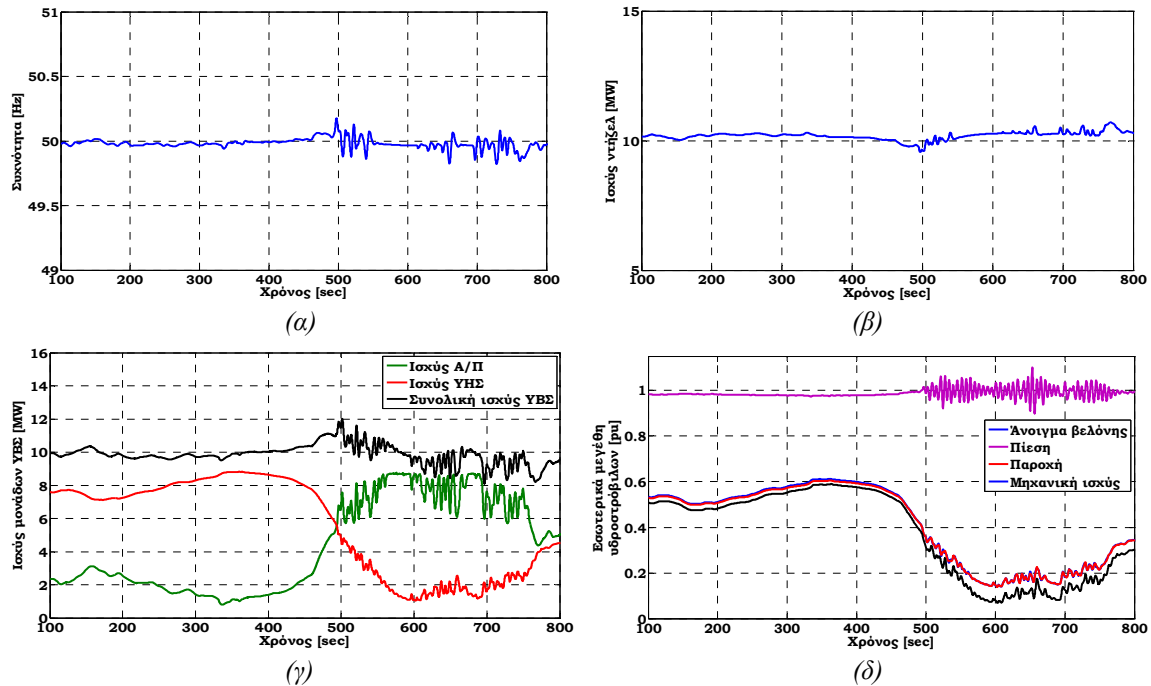 51
50.5
50
49.5
49
Συχνότητα [Hz]
100 200 300 400 500 600 700 800
Χρόνος [sec]
(α)
15
10
5
Ισχύς ντήζελ [MW]
100 200 300 400 500 600 700 800
Χρόνος [sec]
(β)
16
14
12
10
8
6
4
2
0
Ισχύς μονάδων ΥΒΣ [MW]
Ισχύς Α/Π
Ισχύς ΥΗΣ
Συνολική ισχύς ΥΒΣ
100 200 300 400 500 600 700 800
Χρόνος [sec]
(γ)
1
0.8
0.6
0.4
0.2
0
Εσωτερικά μεγέθη
υδροστρόβιλων [pu]
Άνοιγμα βελόνης
Πίεση
Παροχή
Μηχανική ισχύς
100 200 300 400 500 600 700 800
Χρόνος [sec]
(δ)